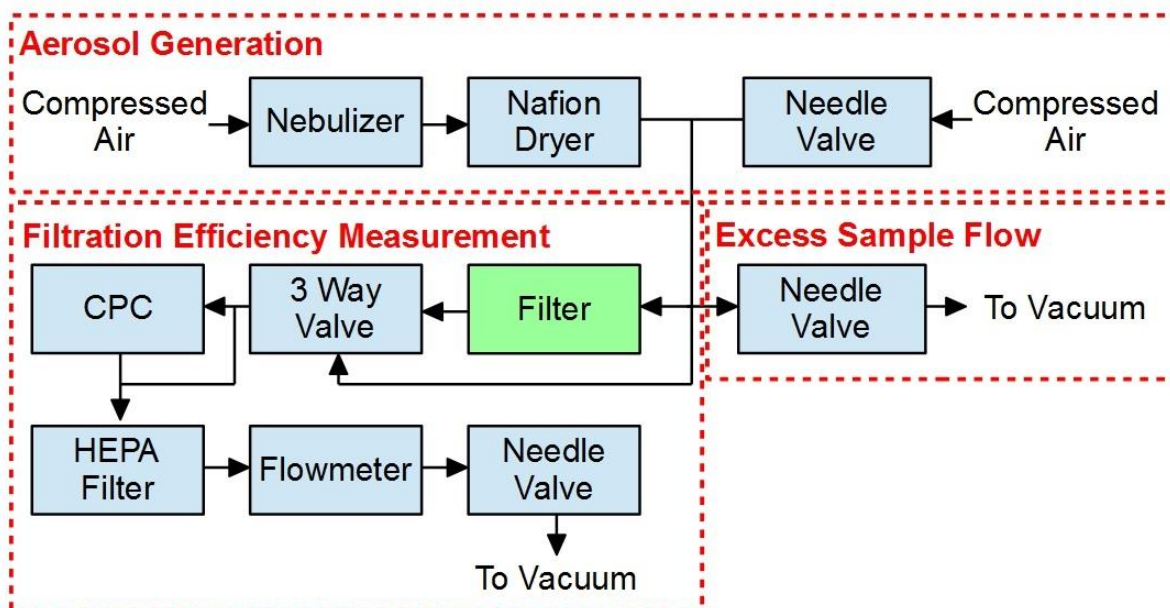 Aerosol Generation
Compressed
Air
Nebulizer
Nafion
Dryer
Needle
Valve
Compressed
Air
Filtration Efficiency Measurement
Excess Sample Flow
CPC
3 Way
Valve
Filter
Needle
Valve
To Vacuum
HEPA
Filter
Flowmeter
Needle
Valve
To Vacuum